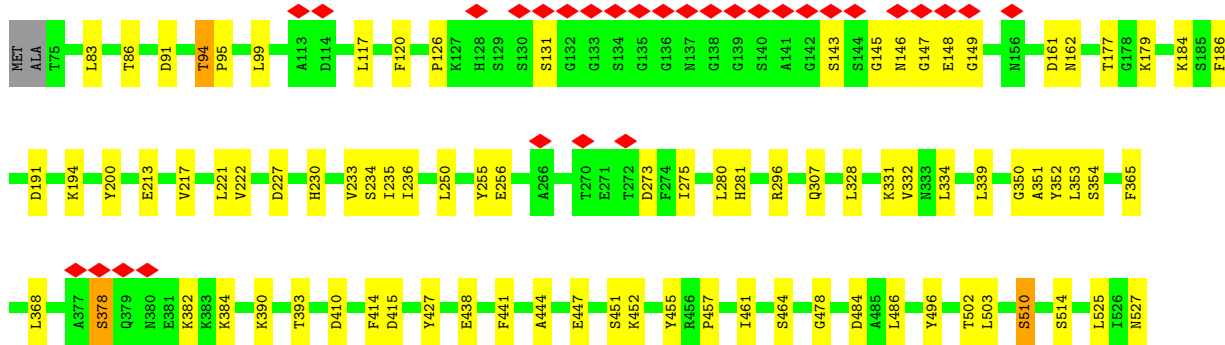 MET ALA T75 L83 T86 D91 T94 P95 L99 A113 D114 L117 F120 P126 K127 H128 S129 S130 S131 G132 G133 S134 G135 G136 N137 G138 G139 S140 A141 G142 S143 S144 G145 N146 G147 E148 G149 N156 D161 N162 T177 G178 K179 K184 S185 F186
D191 K194 Y200 E213 V217 L221 V222 D227 H230 V233 S234 I235 I236 L250 Y255 E256 A266 T270 E271 T272 D273 F274 I275 L280 H281 R296 Q307 L328 K331 V332 N333 L334 L339 G350 A351 Y352 L353 S354 F365
L368 A377 S378 Q379 N380 E381 K382 K383 K384 K390 T393 D410 F414 D415 Y427 E438 F441 A444 E447 S451 K452 Y455 R456 P457 I461 S464 G478 D484 A485 L486 Y496 T502 L503 S510 S514 L525 I526 N527